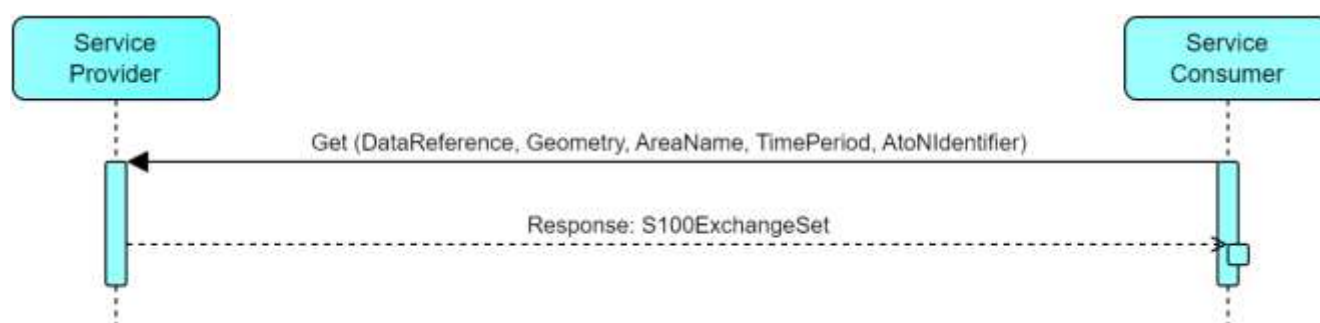 Service
Provider
Service
Consumer
Get (DataReference, Geometry, AreaName, TimePeriod, AtoNIdentifier)
Response: S100ExchangeSet